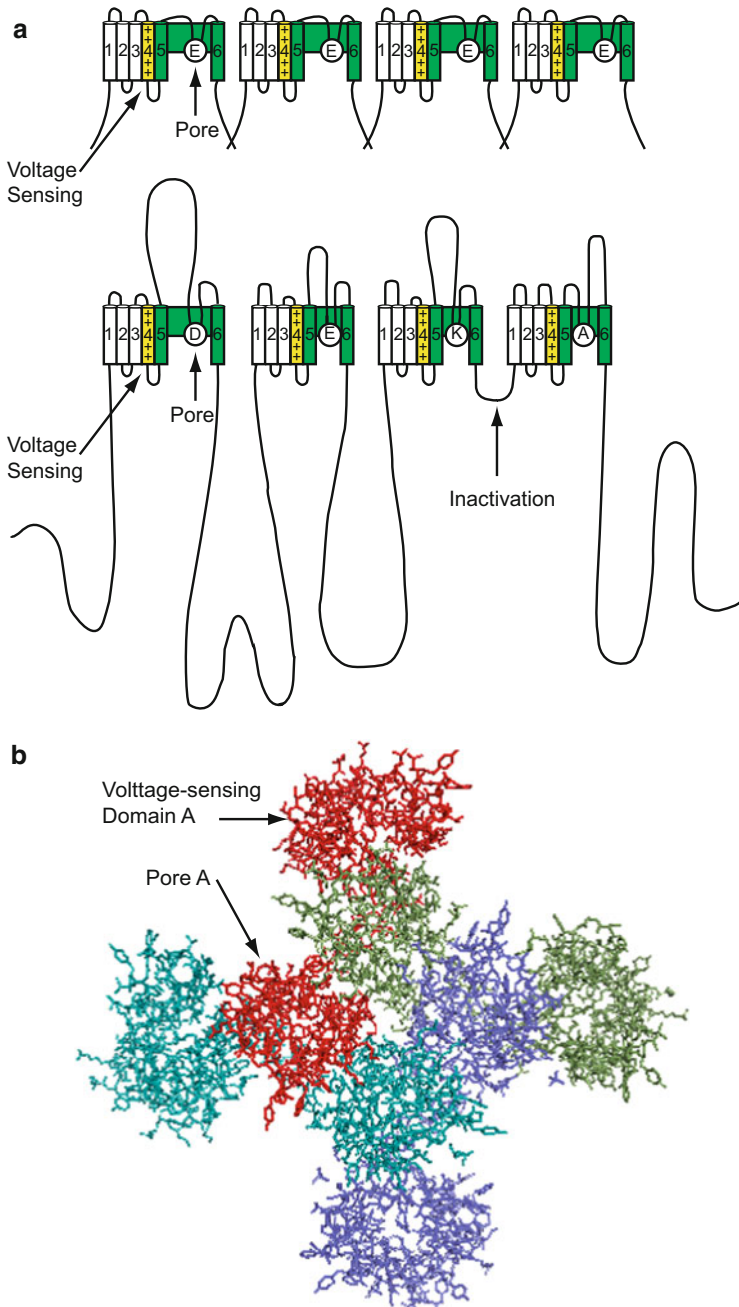 a
1 2 3 ++4++ 5 E 6 1 2 3 ++4++ 5 E 6 1 2 3 ++4++ 5 E 6 1 2 3 ++4++ 5 E 6
Pore
Voltage
Sensing
1 2 3 ++4++ 5 D 6 1 2 3 ++4++ 5 E 6 1 2 3 ++4++ 5 K 6 1 2 3 ++4++ 5 A 6
Pore
Voltage
Sensing
Inactivation
b
Volttage-sensing
Domain A
Pore A